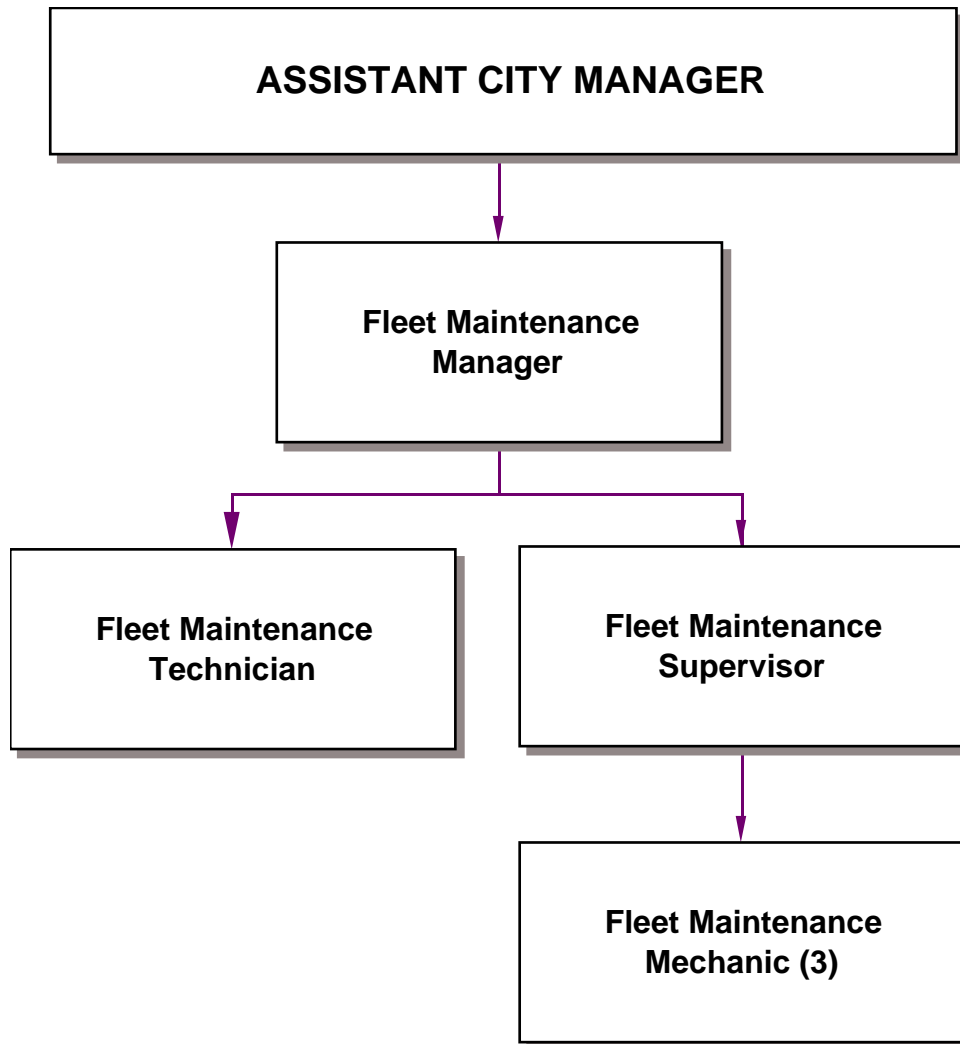 ASSISTANT CITY MANAGER
Fleet Maintenance
Manager
Fleet Maintenance
Technician
Fleet Maintenance
Supervisor
Fleet Maintenance
Mechanic (3)